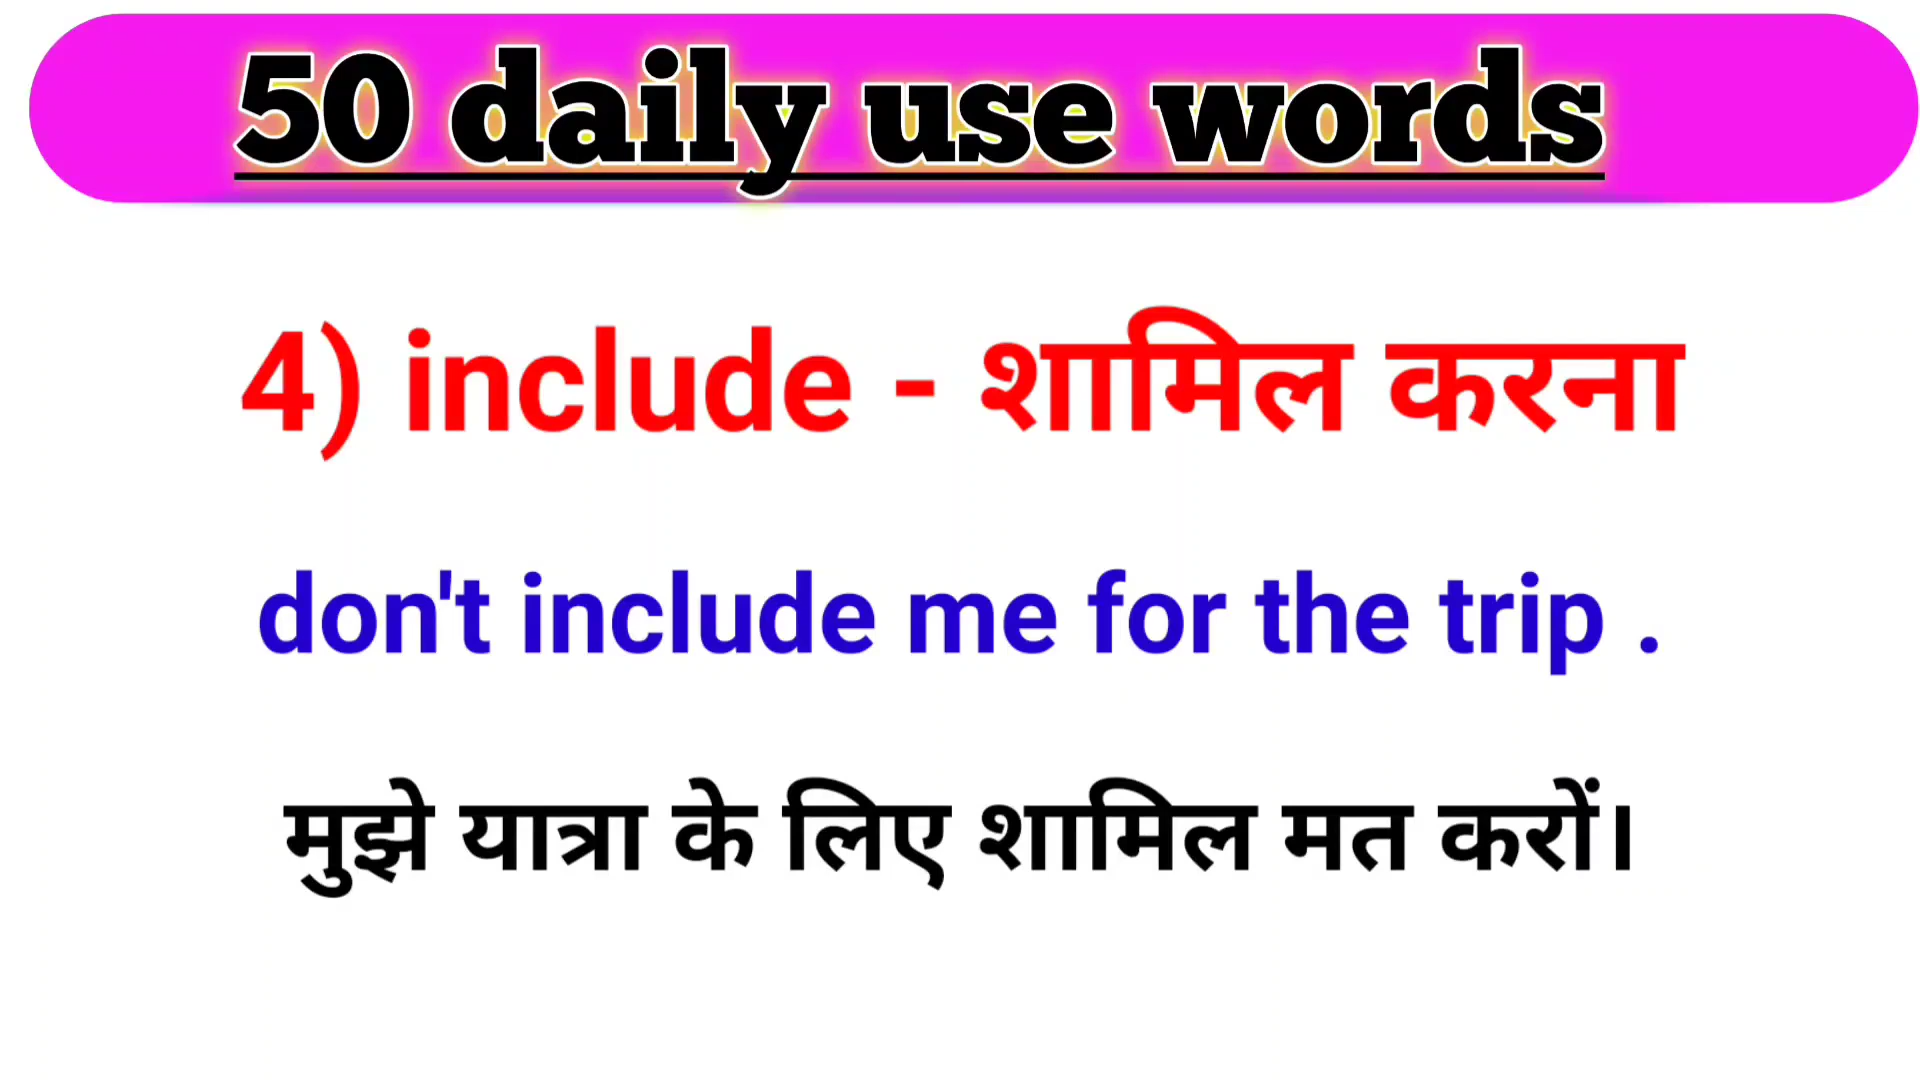 50 daily use words
4) include - शामिल करना
don't include me for the trip .
मुझे यात्रा के लिए शामिल मत करों।